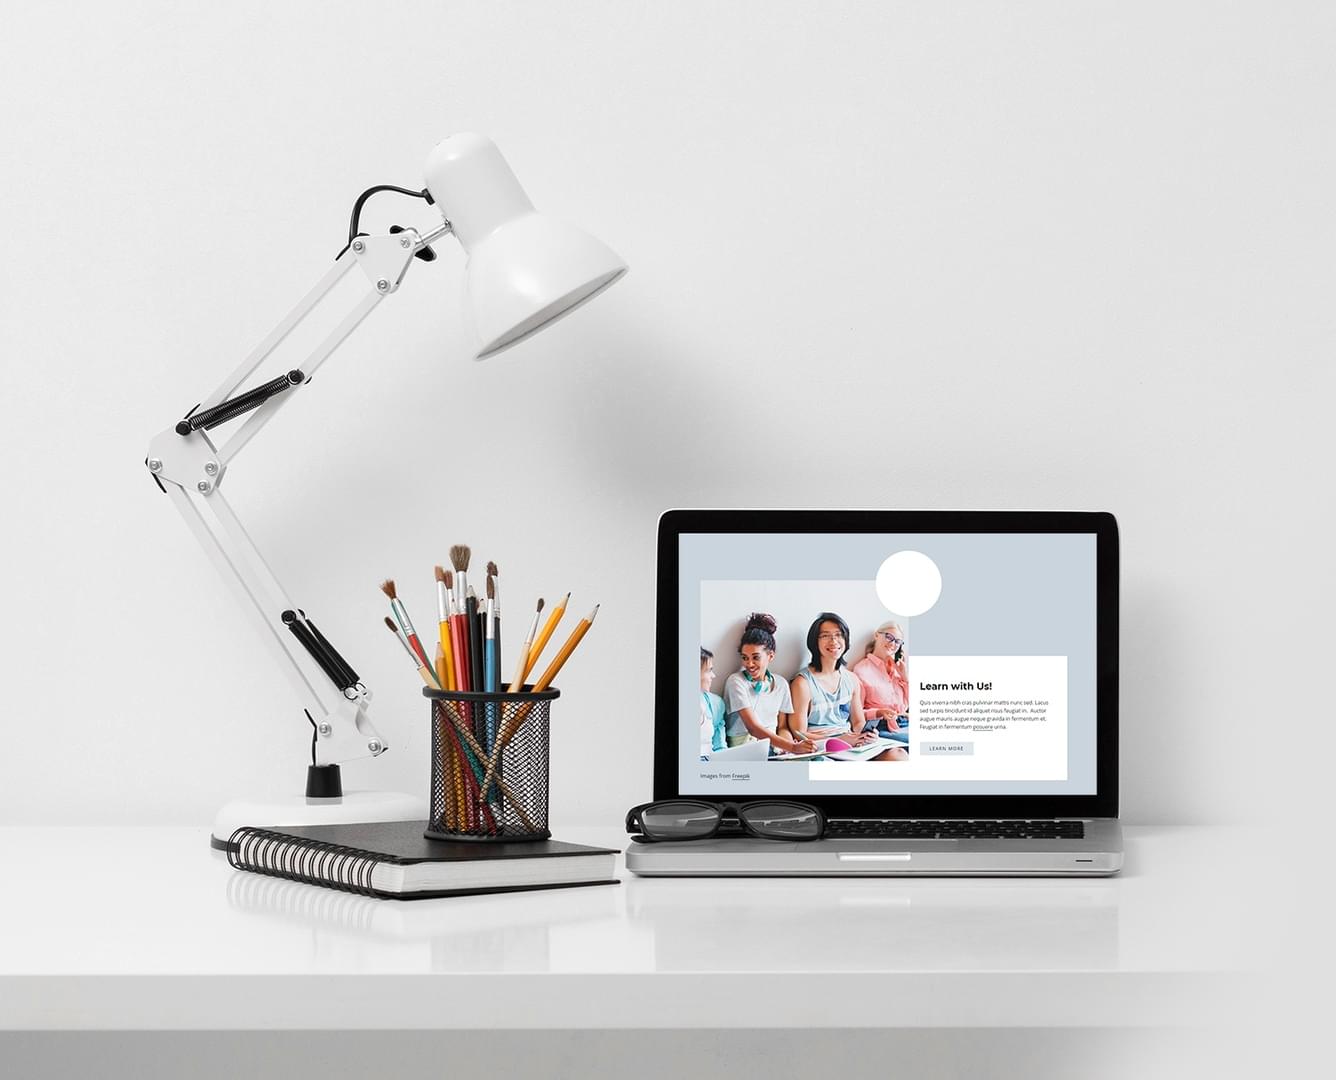 Learn with Us!
Quis viverra nibh cras pulvinar mattis nunc sed. Lacus
sed turpis tincidunt id aliquet risus feugiat in.  Auctor
augue mauris augue neque gravida in fermentum et.
Feugiat in fermentum posuere urna.
LEARN MORE
Images from Freepik